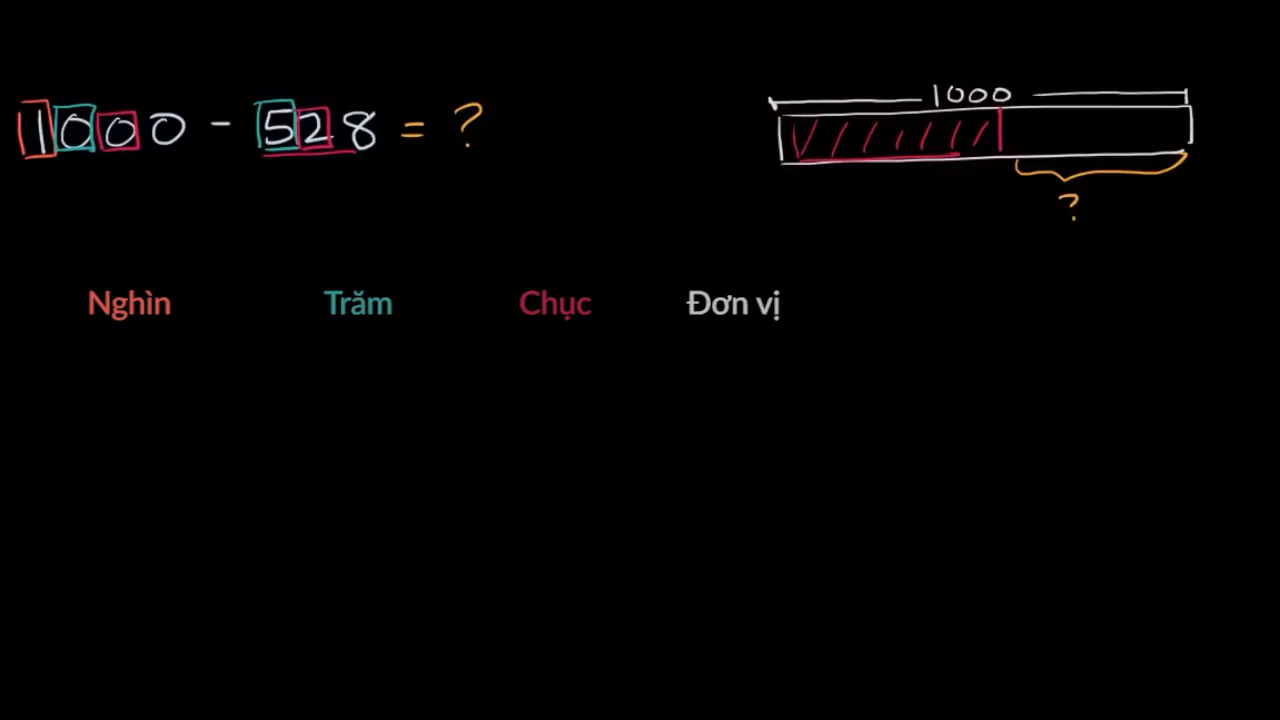 1000
1000 - 528 = ?
?
Nghìn Trăm Chục Đơn vị